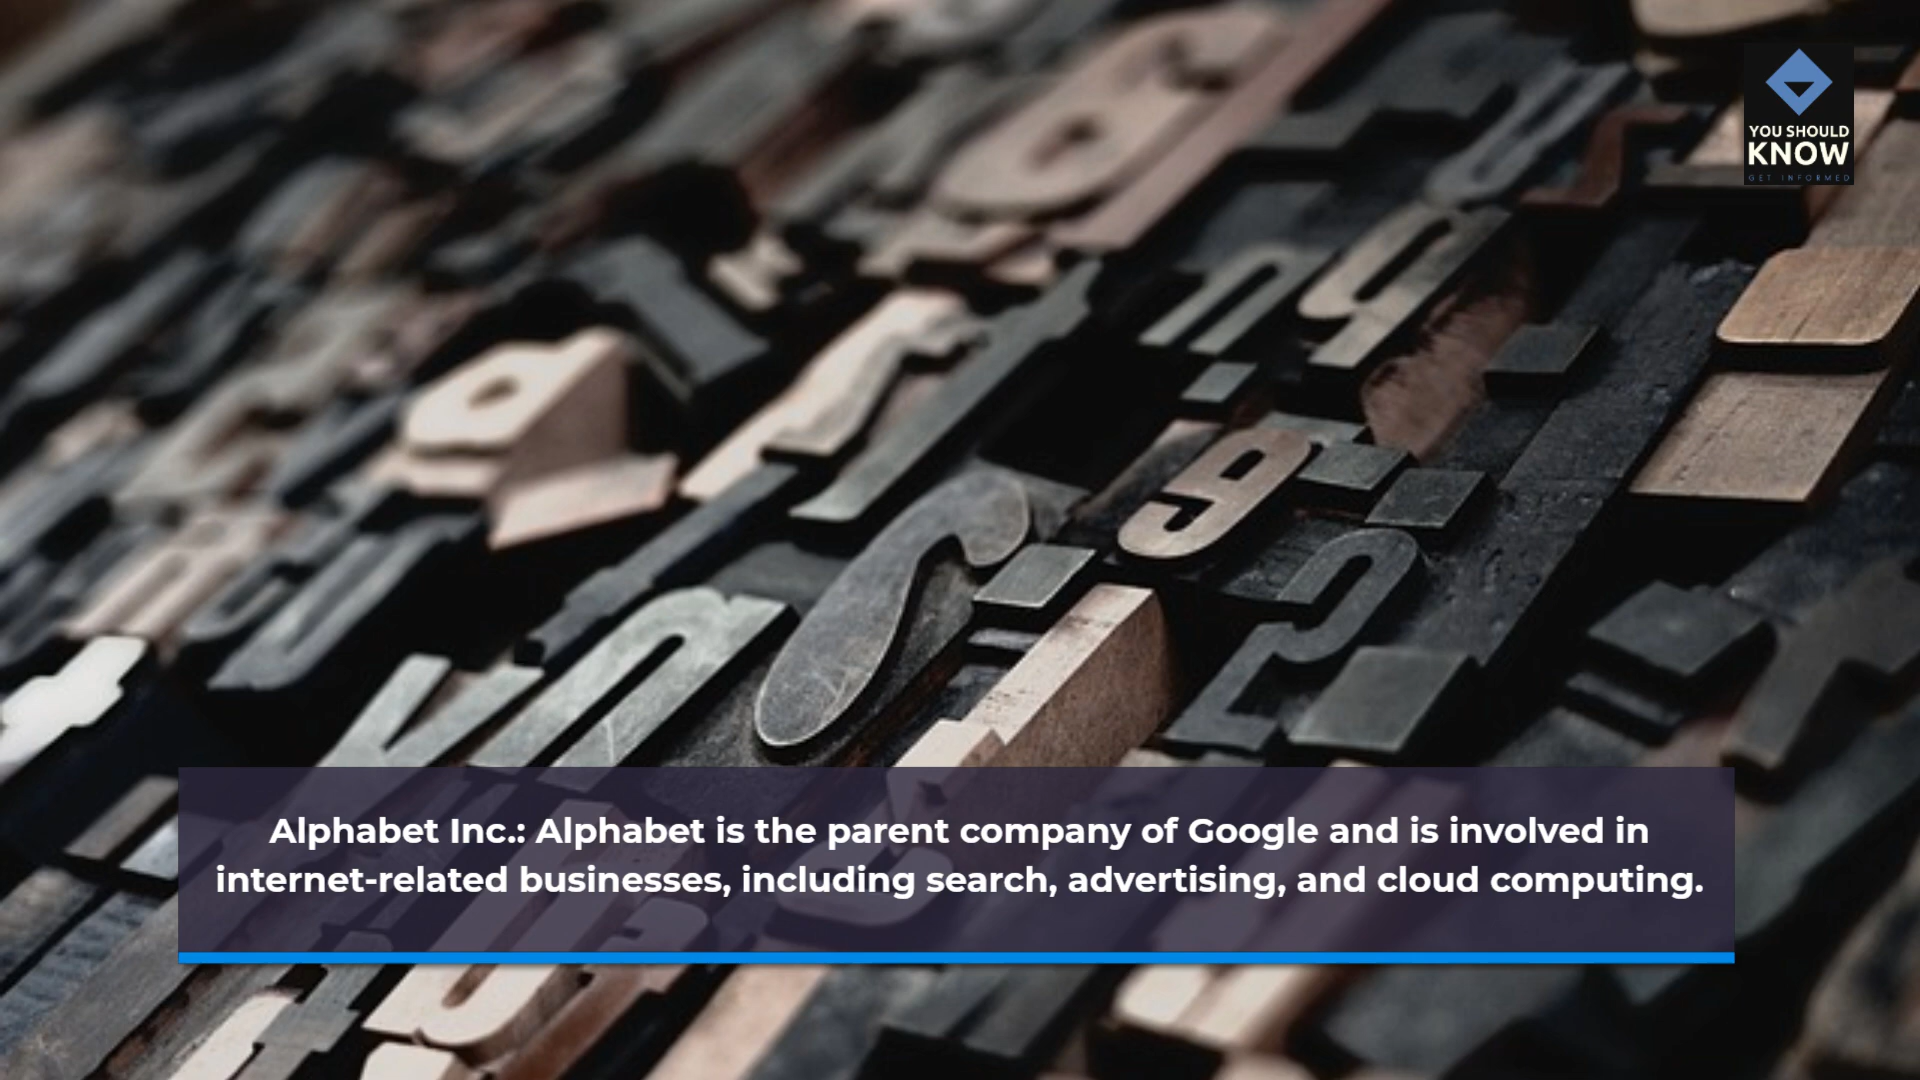 YOU SHOULD
KNOW
GET INFORMED
Alphabet Inc.: Alphabet is the parent company of Google and is involved in
internet-related businesses, including search, advertising, and cloud computing.